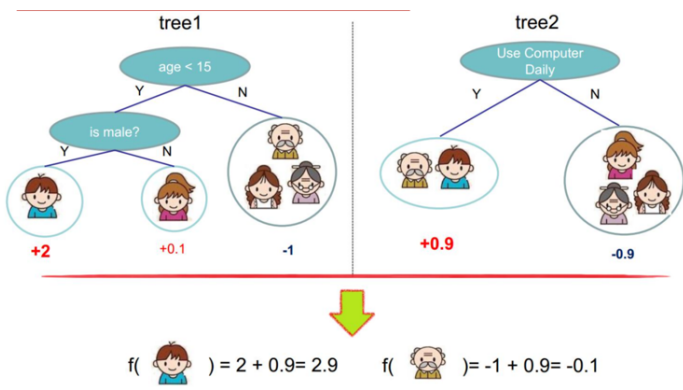 tree1
tree2
age < 15
Use Computer
Daily
Y
N
Y
N
is male?
Y
N
+2
+0.1
-1
+0.9
-0.9
f( ) = 2 + 0.9= 2.9
f( )= -1 + 0.9= -0.1